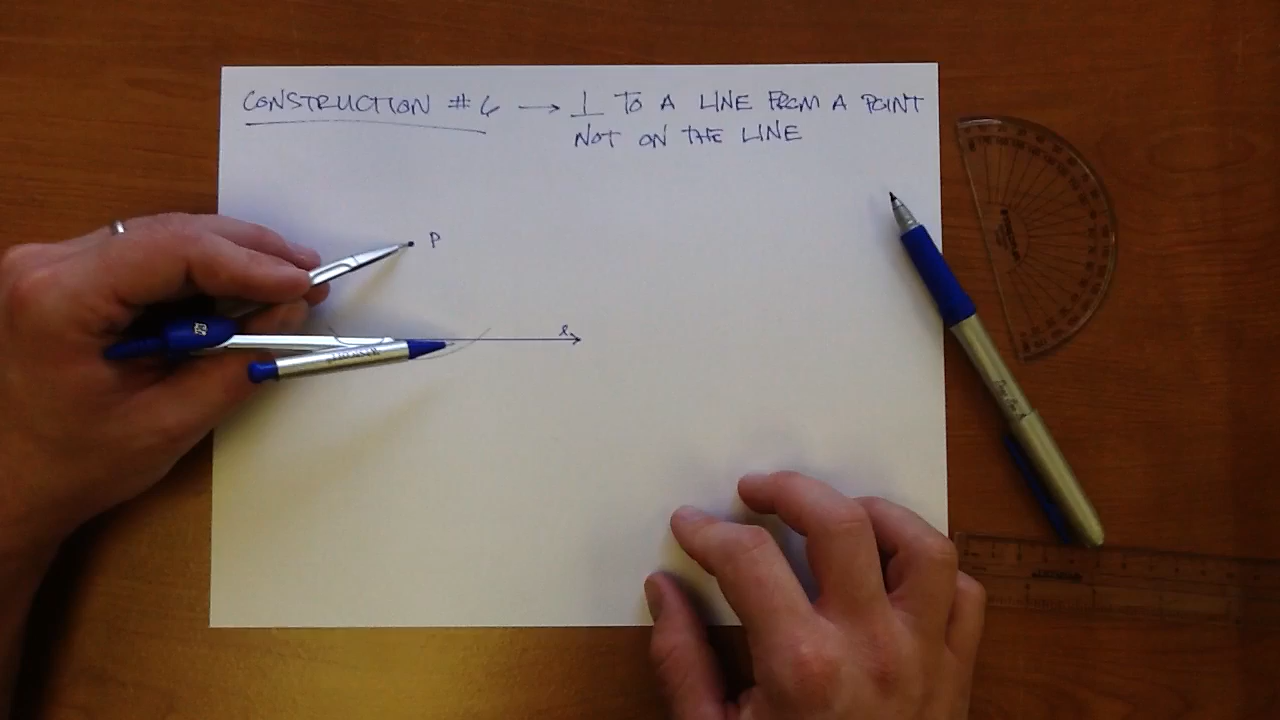 CONSTRUCTION #6 → ⊥ TO A LINE FROM A POINT
NOT ON THE LINE
P
ℓ